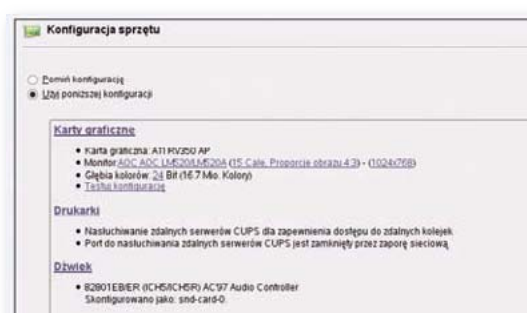 Konfiguracja sprzętu
Pomiń konfigurację
Użyj poniższej konfiguracji
Karty graficzne
Karta graficzna: ATI RV350 AP
Monitor: AOC AOC LM520/LM520A (15 Cale, Proporcje obrazu 4:3) - (1024x768)
Głębia kolorów: 24 Bit (16.7 Mio. Kolory)
Testuj konfigurację
Drukarki
Nasłuchiwanie zdalnych serwerów CUPS dla zapewnienia dostępu do zdalnych kolejek
Port do nasłuchiwania zdalnych serwerów CUPS jest zamknięty przez zaporę sieciową
Dźwięk
82801EB/ER (ICH5/ICH5R) AC'97 Audio Controller
Skonfigurowano jako: snd-card-0.